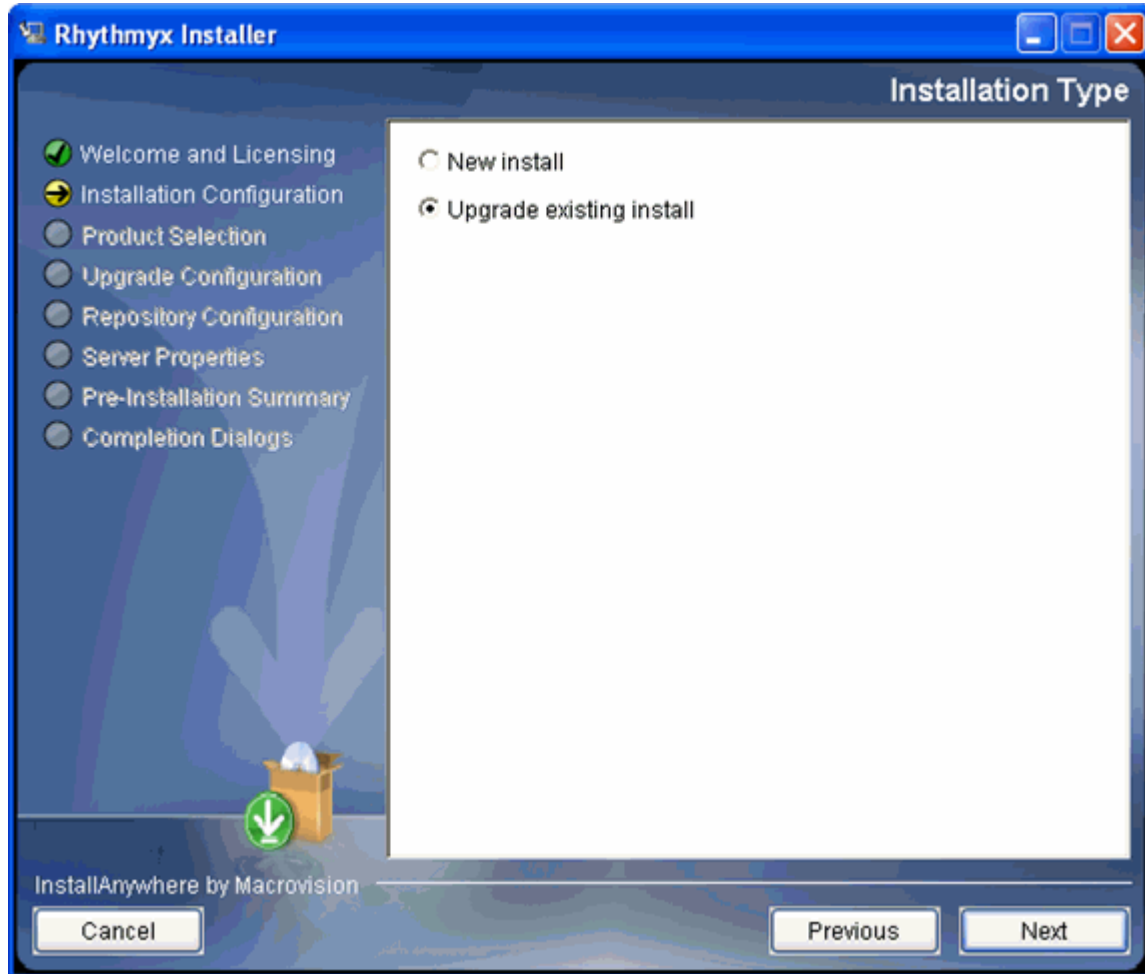 Rhythmyx Installer
Installation Type
Welcome and Licensing
Installation Configuration
Product Selection
Upgrade Configuration
Repository Configuration
Server Properties
Pre-Installation Summary
Completion Dialogs
New install
Upgrade existing install
InstallAnywhere by Macrovision
Cancel
Previous
Next